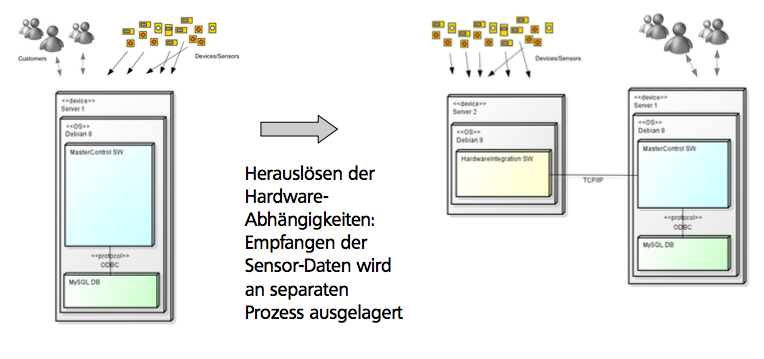 Customers
Devices/Sensors
<<device>>
Server 1
<<OS>>
Debian 8
MasterControl SW
<<protocol>>
ODBC
MySQL DB
Herauslösen der
Hardware-
Abhängigkeiten:
Empfangen der
Sensor-Daten wird
an separaten
Prozess ausgelagert
Devices/Sensors
<<device>>
Server 2
<<OS>>
Debian 8
HardwareIntegration SW
TCP/IP
<<device>>
Server 1
<<OS>>
Debian 8
MasterControl SW
<<protocol>>
ODBC
MySQL DB